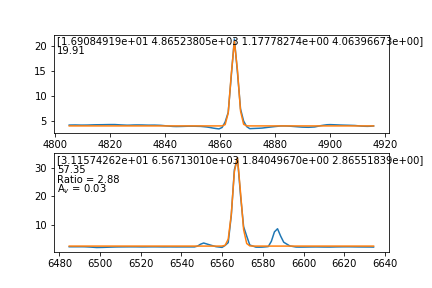 [1.69084919e+01 4.86523805e+03 1.17778274e+00 4.06396673e+00]
19.91
20
15
10
5
4800 4820 4840 4860 4880 4900 4920
[3.11574262e+01 6.56713010e+03 1.84049670e+00 2.86551839e+00]
57.35
Ratio = 2.88
Aᵥ = 0.03
30
20
10
6480 6500 6520 6540 6560 6580 6600 6620 6640